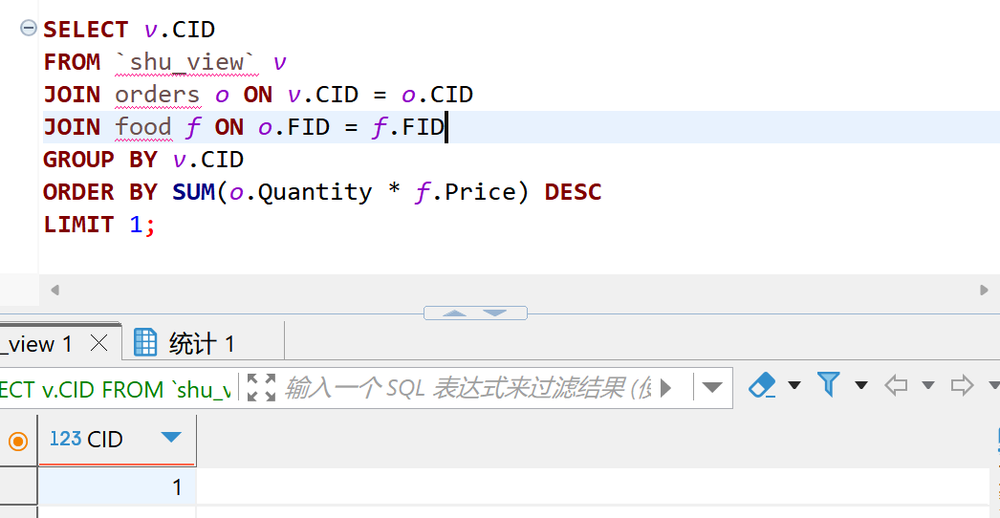 SELECT v.CID
FROM `shu_view` v
JOIN orders o ON v.CID = o.CID
JOIN food f ON o.FID = f.FID
GROUP BY v.CID
ORDER BY SUM(o.Quantity * f.Price) DESC
LIMIT 1;
_view 1 统计 1
ECT v.CID FROM `shu_v 输入一个 SQL 表达式来过滤结果 (使
123 CID
1